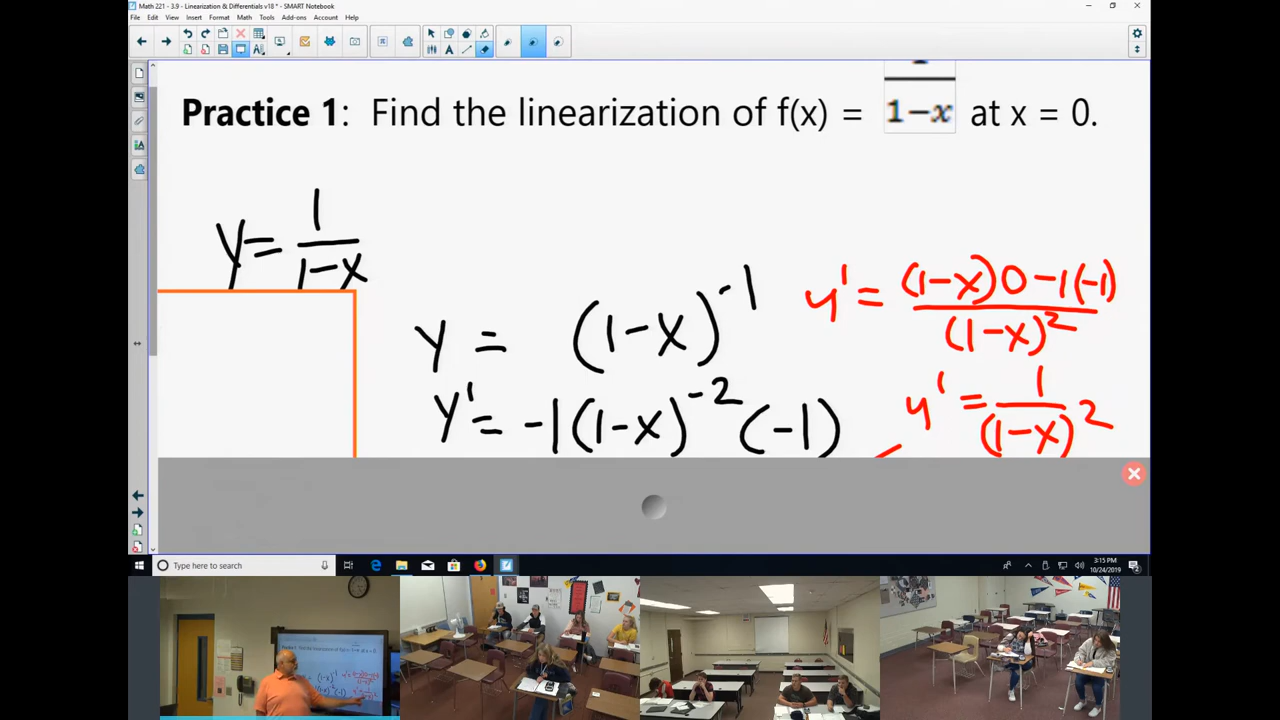 Math 221 - 3.9 - Linearization & Differentials v18 * - SMART Notebook
File Edit View Insert Format Math Tools Add-ons Account Help
Practice 1: Find the linearization of f(x) = 1/1−x at x = 0.
y = 1/1−x
y = (1−x)^-1
y' = -1(1−x)^-2 (-1)
y' = (1−x)0 −1(-1)/(1−x)^2
y' = 1/(1−x)^2
Type here to search
3:15 PM
10/24/2019